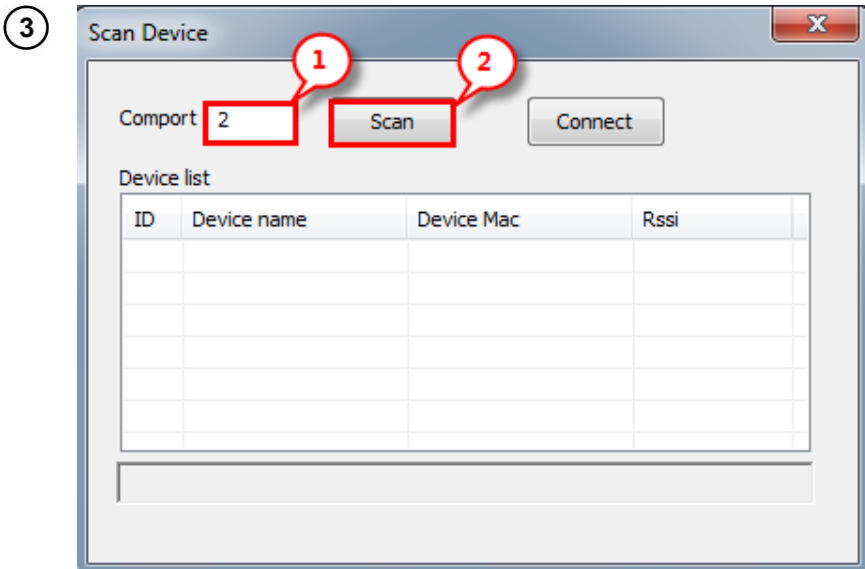 3
Scan Device
x
1 2
Comport 2 Scan Connect
Device list
ID Device name Device Mac Rssi